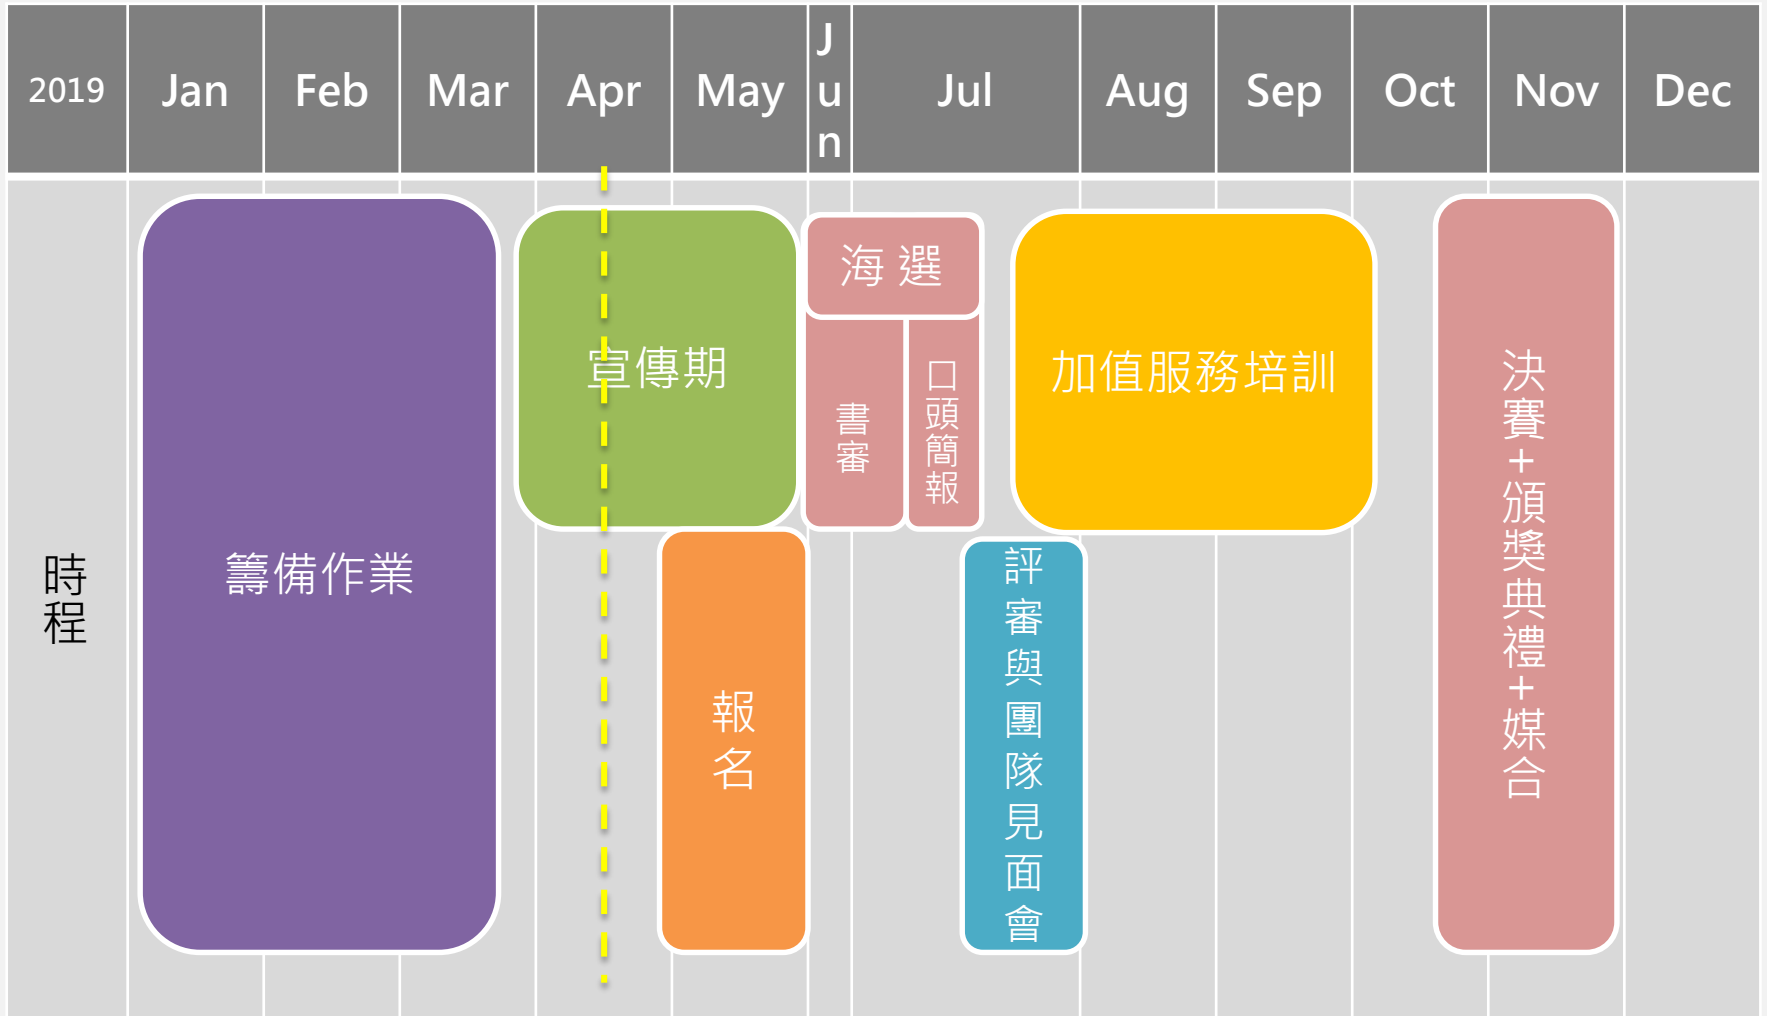 2019 Jan Feb Mar Apr May Jun Jul Aug Sep Oct Nov Dec
時程
籌備作業
宣傳期
報名
海選
書審
口頭簡報
評審與團隊見面會
加值服務培訓
決賽+頒獎典禮+媒合